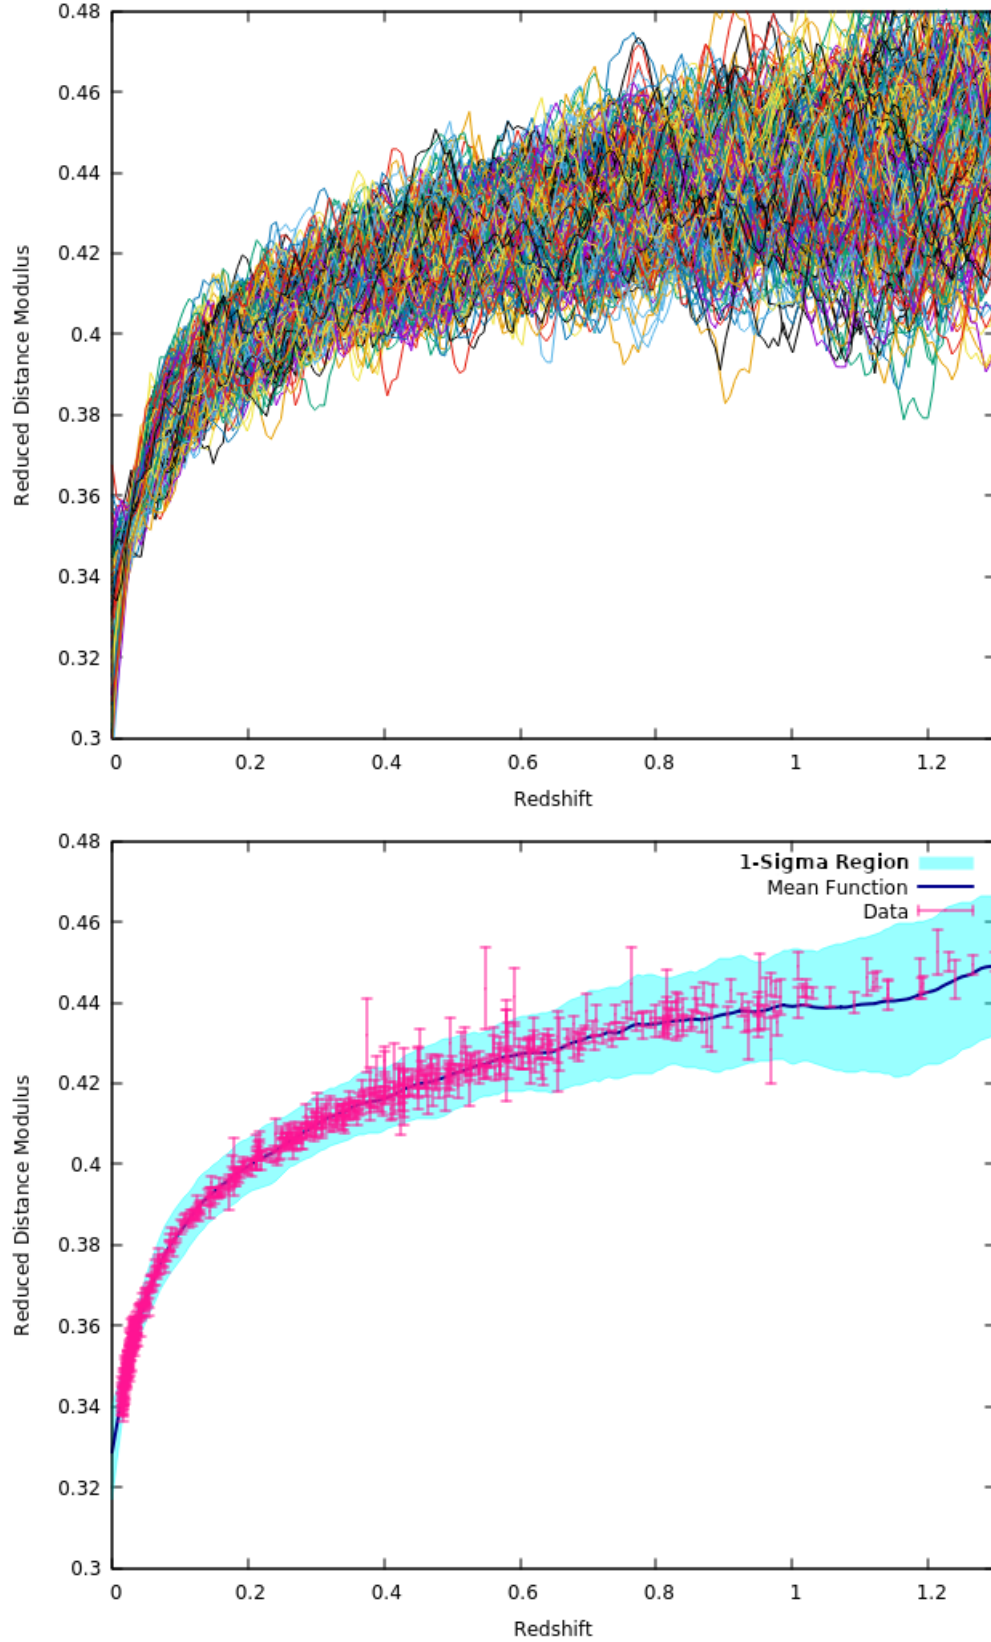 0.48
0.46
0.44
0.42
0.4
0.38
0.36
0.34
0.32
0.3
Reduced Distance Modulus
0 0.2 0.4 0.6 0.8 1 1.2
Redshift
0.48
0.46
0.44
0.42
0.4
0.38
0.36
0.34
0.32
0.3
Reduced Distance Modulus
1-Sigma Region
Mean Function
Data
0 0.2 0.4 0.6 0.8 1 1.2
Redshift